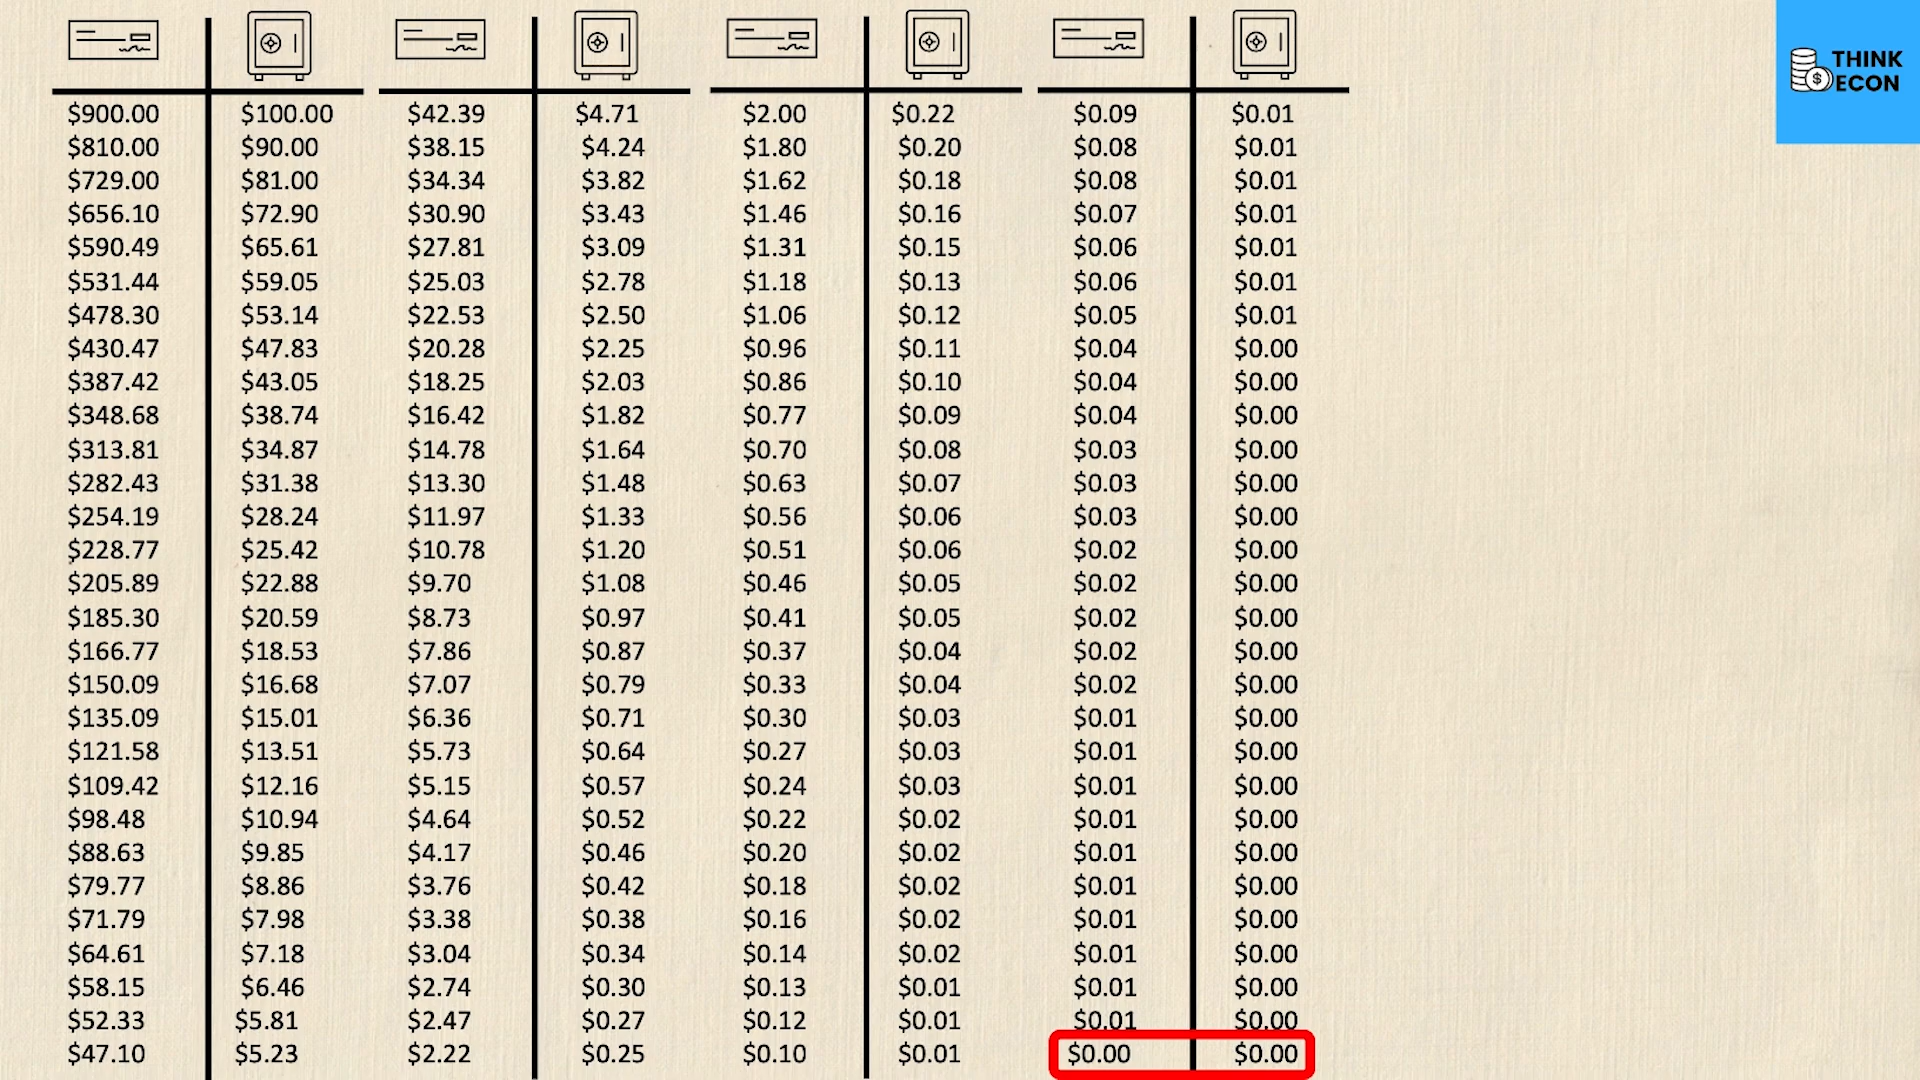 THINK
ECON
$900.00 $100.00 $42.39 $4.71 $2.00 $0.22 $0.09 $0.01
$810.00 $90.00 $38.15 $4.24 $1.80 $0.20 $0.08 $0.01
$729.00 $81.00 $34.34 $3.82 $1.62 $0.18 $0.08 $0.01
$656.10 $72.90 $30.90 $3.43 $1.46 $0.16 $0.07 $0.01
$590.49 $65.61 $27.81 $3.09 $1.31 $0.15 $0.06 $0.01
$531.44 $59.05 $25.03 $2.78 $1.18 $0.13 $0.06 $0.01
$478.30 $53.14 $22.53 $2.50 $1.06 $0.12 $0.05 $0.01
$430.47 $47.83 $20.28 $2.25 $0.96 $0.11 $0.04 $0.00
$387.42 $43.05 $18.25 $2.03 $0.86 $0.10 $0.04 $0.00
$348.68 $38.74 $16.42 $1.82 $0.77 $0.09 $0.04 $0.00
$313.81 $34.87 $14.78 $1.64 $0.70 $0.08 $0.03 $0.00
$282.43 $31.38 $13.30 $1.48 $0.63 $0.07 $0.03 $0.00
$254.19 $28.24 $11.97 $1.33 $0.56 $0.06 $0.03 $0.00
$228.77 $25.42 $10.78 $1.20 $0.51 $0.06 $0.02 $0.00
$205.89 $22.88 $9.70 $1.08 $0.46 $0.05 $0.02 $0.00
$185.30 $20.59 $8.73 $0.97 $0.41 $0.05 $0.02 $0.00
$166.77 $18.53 $7.86 $0.87 $0.37 $0.04 $0.02 $0.00
$150.09 $16.68 $7.07 $0.79 $0.33 $0.04 $0.02 $0.00
$135.09 $15.01 $6.36 $0.71 $0.30 $0.03 $0.01 $0.00
$121.58 $13.51 $5.73 $0.64 $0.27 $0.03 $0.01 $0.00
$109.42 $12.16 $5.15 $0.57 $0.24 $0.03 $0.01 $0.00
$98.48 $10.94 $4.64 $0.52 $0.22 $0.02 $0.01 $0.00
$88.63 $9.85 $4.17 $0.46 $0.20 $0.02 $0.01 $0.00
$79.77 $8.86 $3.76 $0.42 $0.18 $0.02 $0.01 $0.00
$71.79 $7.98 $3.38 $0.38 $0.16 $0.02 $0.01 $0.00
$64.61 $7.18 $3.04 $0.34 $0.14 $0.02 $0.01 $0.00
$58.15 $6.46 $2.74 $0.30 $0.13 $0.01 $0.01 $0.00
$52.33 $5.81 $2.47 $0.27 $0.12 $0.01 $0.01 $0.00
$47.10 $5.23 $2.22 $0.25 $0.10 $0.01 $0.00 $0.00